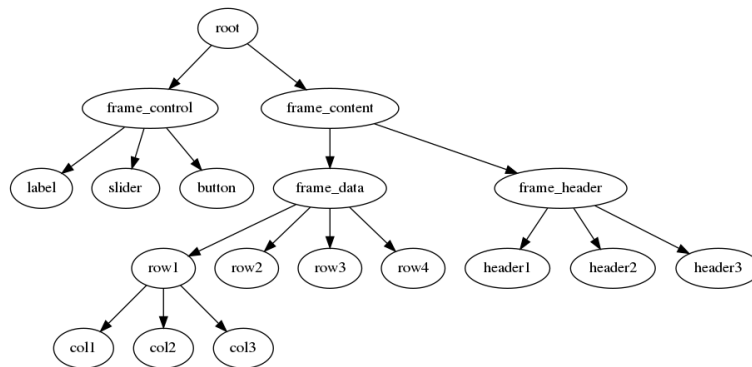 root
frame_control
frame_content
label
slider
button
frame_data
frame_header
row1
row2
row3
row4
header1
header2
header3
col1
col2
col3